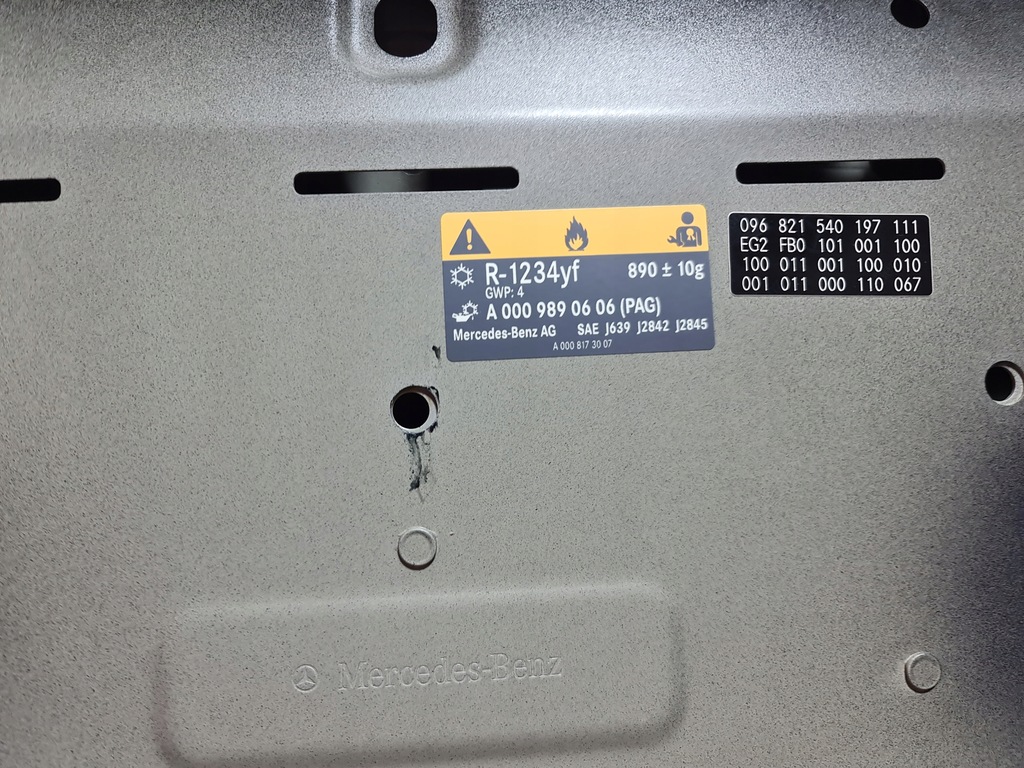 R-1234yf 890 ± 10g
GWP: 4
A 000 989 06 06 (PAG)
Mercedes-Benz AG SAE J639 J2842 J2845
A 000 817 30 07
096 821 540 197 111
EG2 FB0 101 001 100
100 011 001 100 010
001 011 000 110 067
Mercedes-Benz